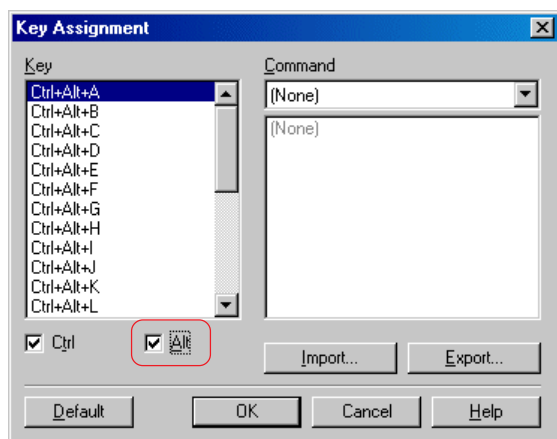 Key Assignment
Key
Ctrl+Alt+A
Ctrl+Alt+B
Ctrl+Alt+C
Ctrl+Alt+D
Ctrl+Alt+E
Ctrl+Alt+F
Ctrl+Alt+G
Ctrl+Alt+H
Ctrl+Alt+I
Ctrl+Alt+J
Ctrl+Alt+K
Ctrl+Alt+L
Command
(None)
(None)
Ctrl Alt
Import... Export...
Default OK Cancel Help